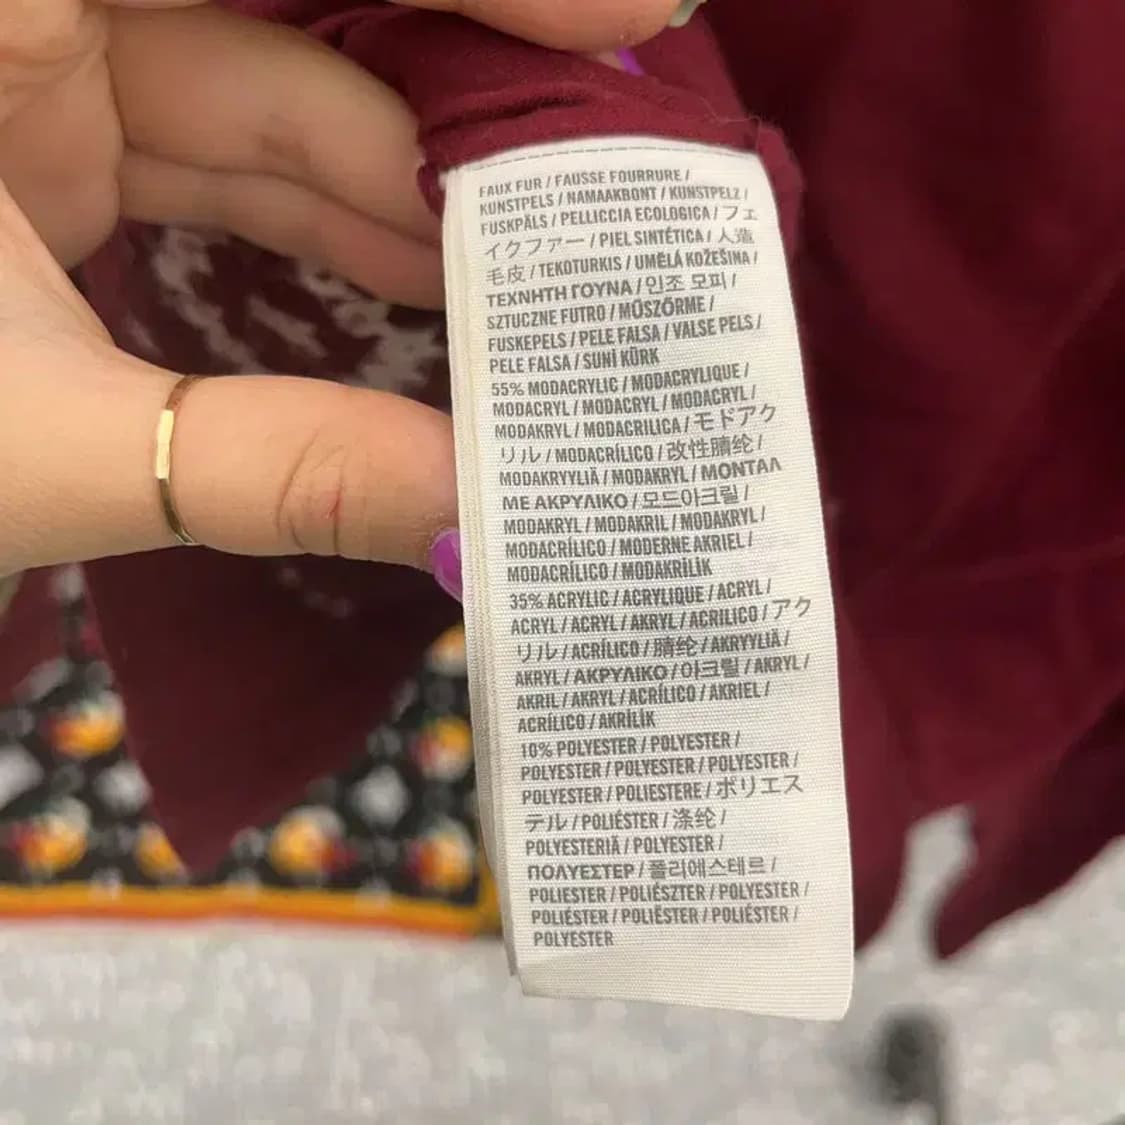 FAUX FUR / FAUSSE FOURRURE /
KUNSTPELS / NAMAAKBONT / KUNSTPELZ /
FUSKPÄLS / PELLICCIA ECOLOGICA / フェ
イクファー / PIEL SINTÉTICA / 人造
毛皮 / TEKOTURKIS / UMĚLÁ KOŽEŠINA /
ΤΕΧΝΗΤΗ ΓΟΥΝΑ / 인조 모피 /
SZTUCZNE FUTRO / MŰSZŐRME /
FUSKEPELS / PELE FALSA / VALSE PELS /
PELE FALSA / SUNİ KÜRK
55% MODACRYLIC / MODACRYLIQUE /
MODACRYL / MODACRYL / MODACRYL /
MODAKRYL / MODACRILICA / モドアク
リル / MODACRÍLICO / 改性腈纶 /
MODAKRYYLIÄ / MODAKRYL / ΜΟΝΤΑΛ
ΜΕ ΑΚΡΥΛΙΚΟ / 모드아크릴 /
MODAKRYL / MODAKRIL / MODAKRYL /
MODACRÍLICO / MODERNE AKRIEL /
MODACRÍLICO / MODAKRİLİK
35% ACRYLIC / ACRYLIQUE / ACRYL /
ACRYL / ACRYL / AKRYL / ACRILICO / アク
リル / ACRÍLICO / 腈纶 / AKRYYLIÄ /
AKRYL / ΑΚΡΥΛΙΚΟ / 아크릴 / AKRYL /
AKRIL / AKRYL / ACRÍLICO / AKRIEL /
ACRÍLICO / AKRİLİK
10% POLYESTER / POLYESTER /
POLYESTER / POLYESTER / POLYESTER /
POLYESTER / POLIESTERE / ポリエス
テル / POLIÉSTER / 涤纶 /
POLYESTERIÄ / POLYESTER /
ΠΟΛΥΕΣΤΕΡ / 폴리에스테르 /
POLIESTER / POLIÉSZTER / POLYESTER /
POLIÉSTER / POLIËSTER / POLIÉSTER /
POLYESTER